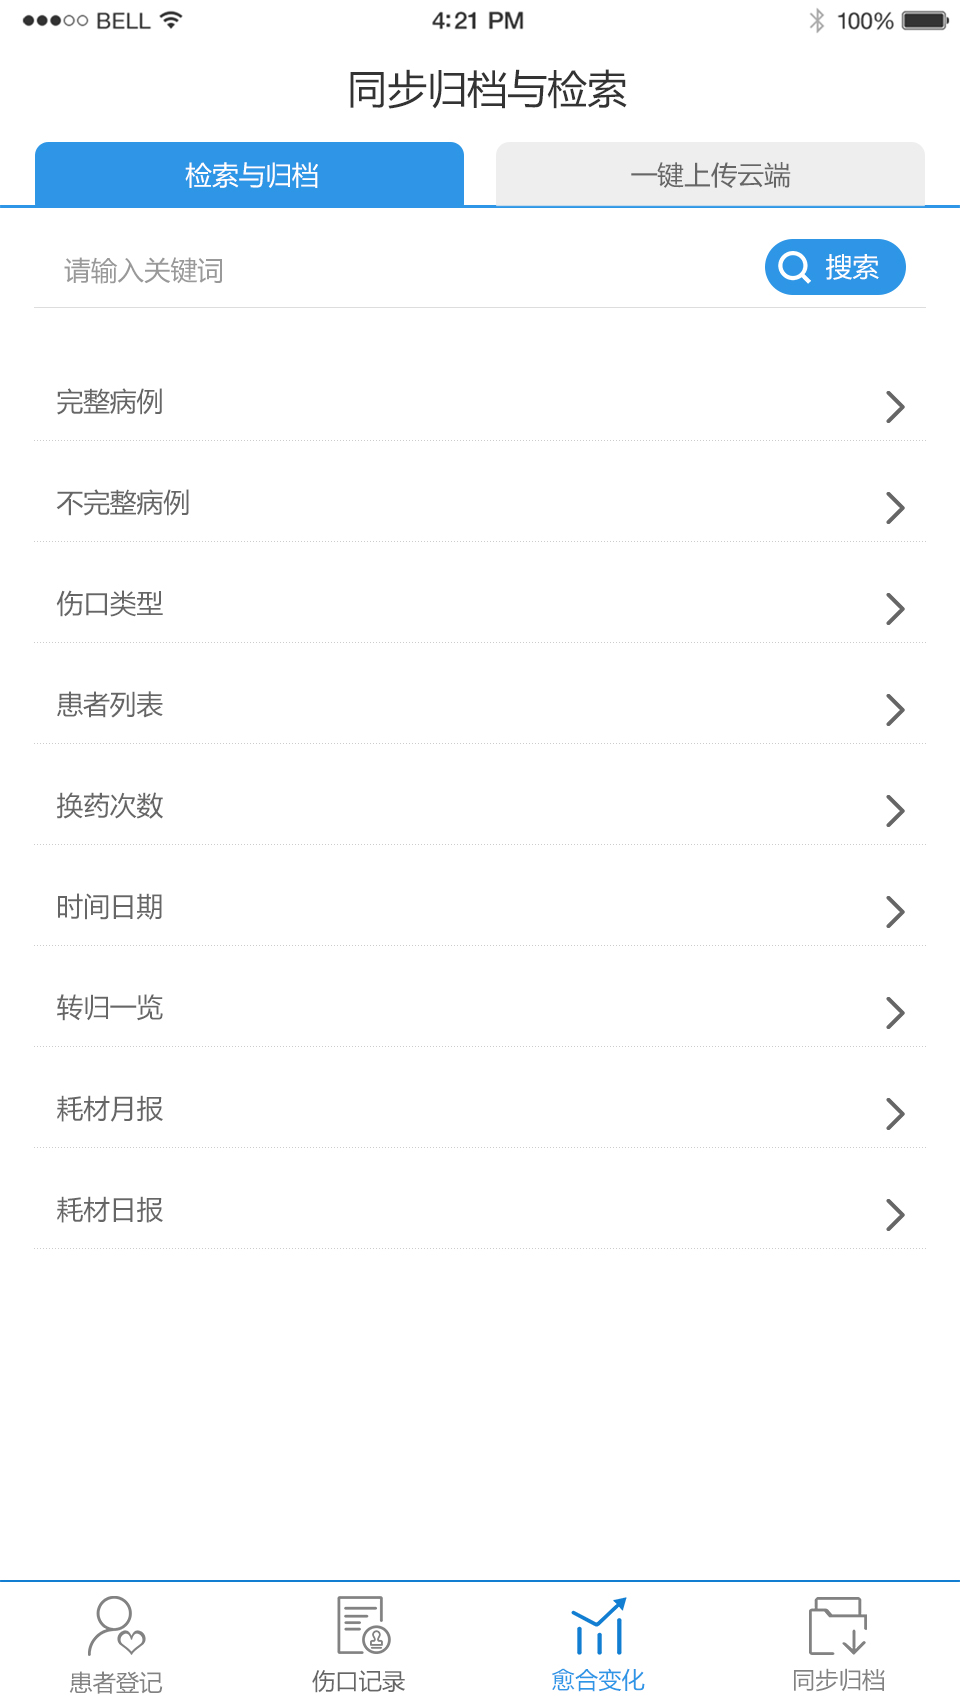 BELL 4:21 PM 100%
同步归档与检索
检索与归档 一键上传云端
请输入关键词 搜索
完整病例
不完整病例
伤口类型
患者列表
换药次数
时间日期
转归一览
耗材月报
耗材日报
患者登记 伤口记录 愈合变化 同步归档